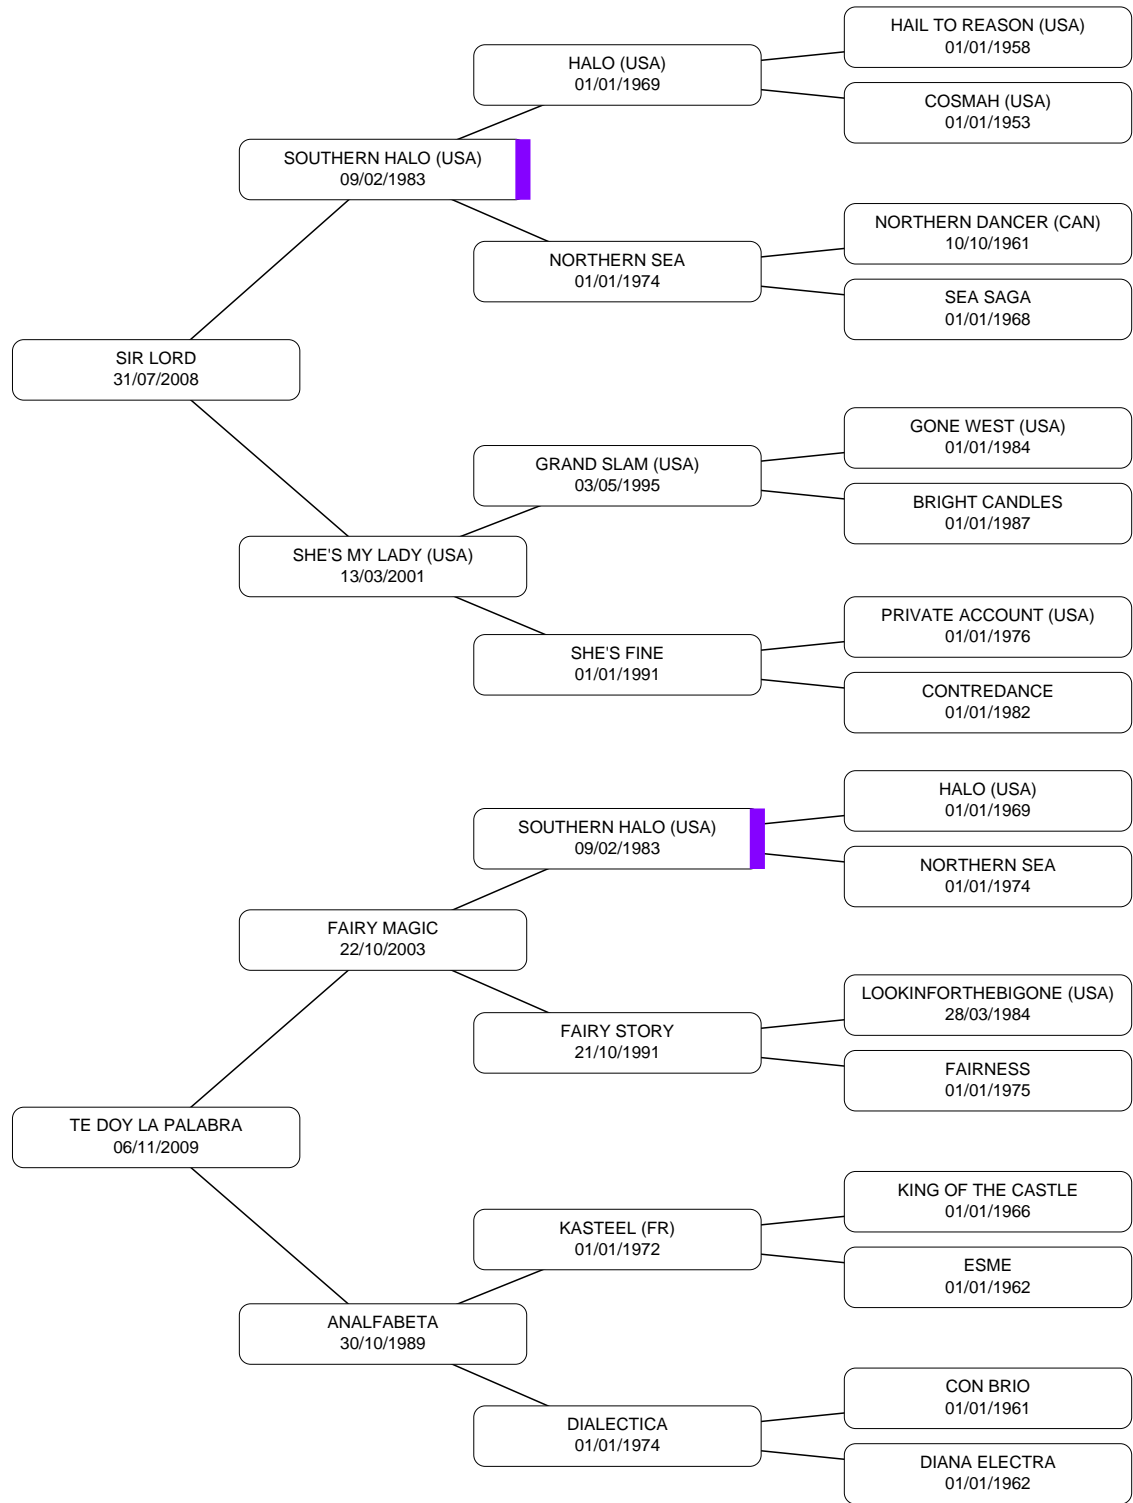 HAIL TO REASON (USA)
01/01/1958
HALO (USA)
01/01/1969
COSMAH (USA)
01/01/1953
SOUTHERN HALO (USA)
09/02/1983
NORTHERN DANCER (CAN)
10/10/1961
NORTHERN SEA
01/01/1974
SEA SAGA
01/01/1968
SIR LORD
31/07/2008
GONE WEST (USA)
01/01/1984
GRAND SLAM (USA)
03/05/1995
BRIGHT CANDLES
01/01/1987
SHE'S MY LADY (USA)
13/03/2001
PRIVATE ACCOUNT (USA)
01/01/1976
SHE'S FINE
01/01/1991
CONTREDANCE
01/01/1982
HALO (USA)
01/01/1969
SOUTHERN HALO (USA)
09/02/1983
NORTHERN SEA
01/01/1974
FAIRY MAGIC
22/10/2003
LOOKINFORTHEBIGONE (USA)
28/03/1984
FAIRY STORY
21/10/1991
FAIRNESS
01/01/1975
TE DOY LA PALABRA
06/11/2009
KING OF THE CASTLE
01/01/1966
KASTEEL (FR)
01/01/1972
ESME
01/01/1962
ANALFABETA
30/10/1989
CON BRIO
01/01/1961
DIALECTICA
01/01/1974
DIANA ELECTRA
01/01/1962